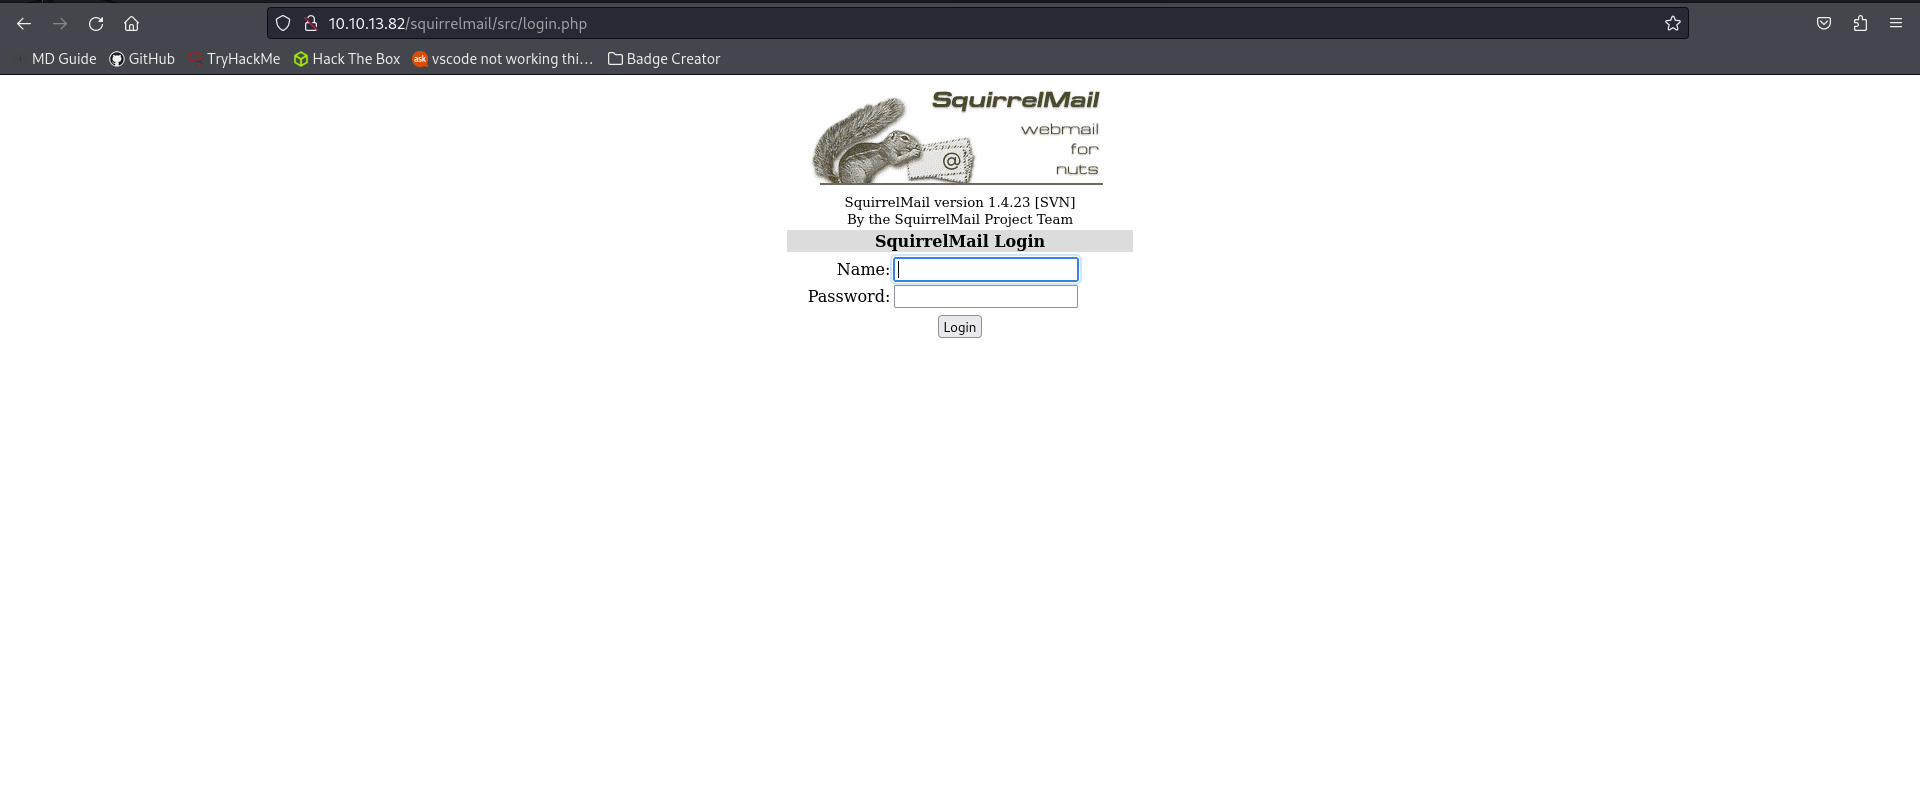 10.10.13.82/squirrelmail/src/login.php
MD Guide GitHub TryHackMe Hack The Box ask vscode not working thi... Badge Creator
SquirrelMail
webmail
for
nuts
@
SquirrelMail version 1.4.23 [SVN]
By the SquirrelMail Project Team
SquirrelMail Login
Name:
Password:
Login